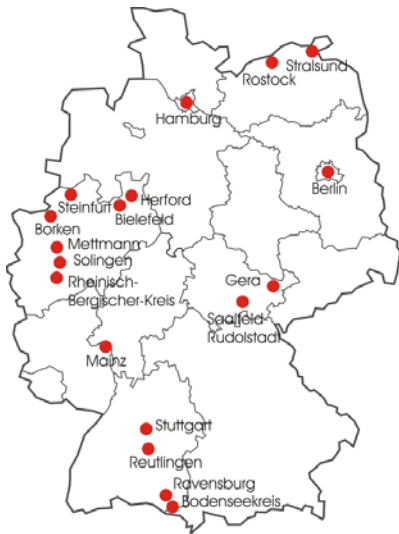 Stralsund
Rostock
Hamburg
Berlin
Herford
Steinfurt
Bielefeld
Borken
Mettmann
Solingen
Rheinisch-
Bergischer-Kreis
Gera
Saalfeld-
Rudolstadt
Mainz
Stuttgart
Reutlingen
Ravensburg
Bodenseekreis